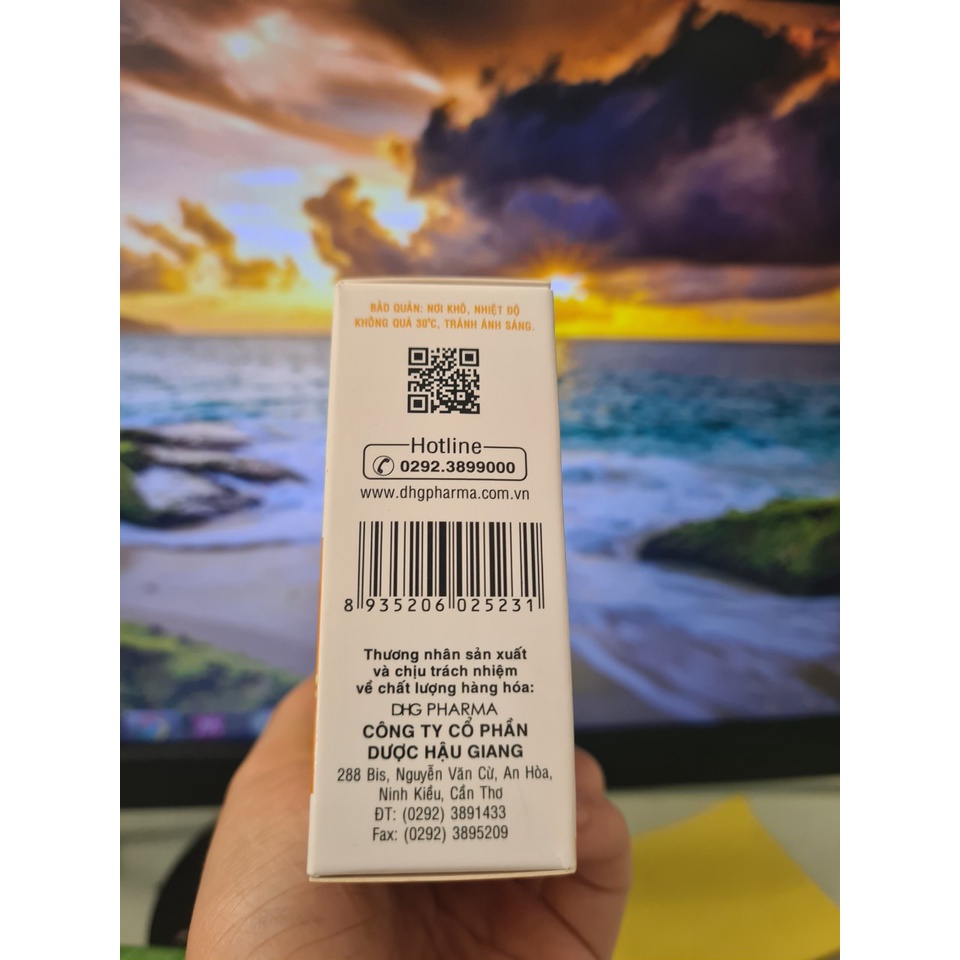 BẢO QUẢN: NƠI KHÔ, NHIỆT ĐỘ
KHÔNG QUÁ 30°C, TRÁNH ÁNH SÁNG.
Hotline
0292.3899000
www.dhgpharma.com.vn
8 935206 025231
Thương nhân sản xuất
và chịu trách nhiệm
về chất lượng hàng hóa:
DHG PHARMA
CÔNG TY CỔ PHẦN
DƯỢC HẬU GIANG
288 Bis, Nguyễn Văn Cừ, An Hòa,
Ninh Kiều, Cần Thơ
ĐT: (0292) 3891433
Fax: (0292) 3895209